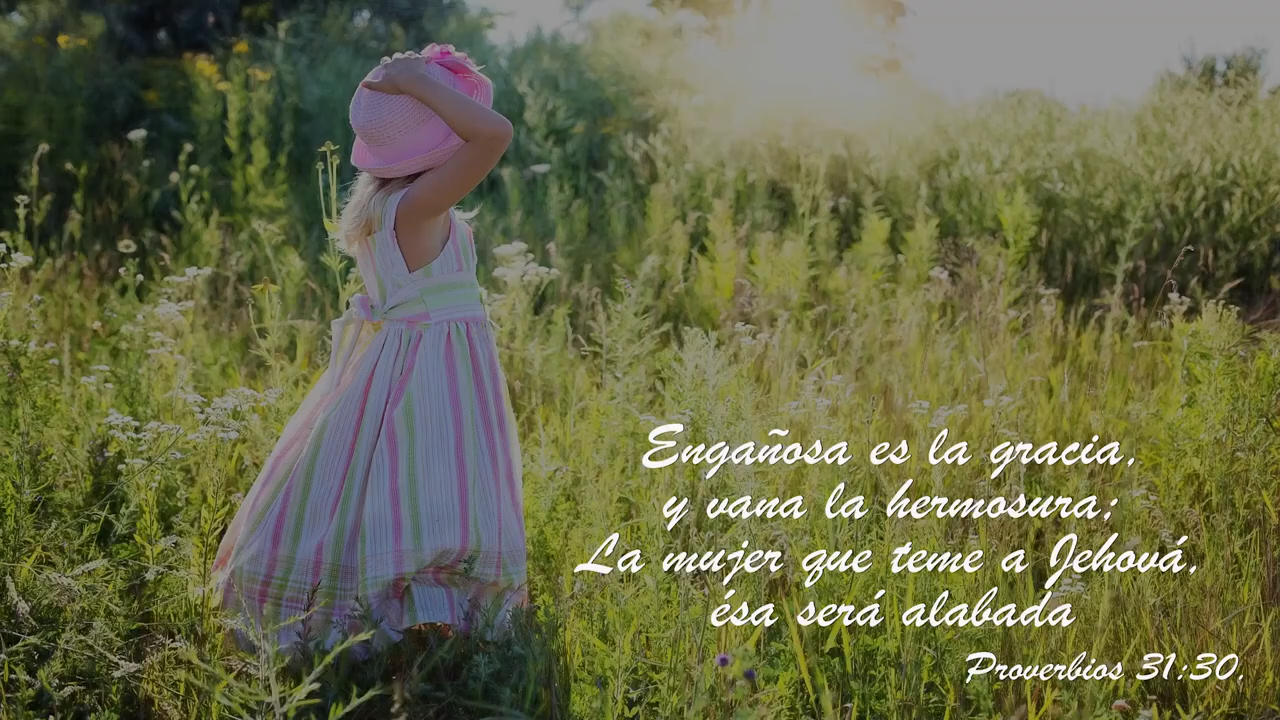 Engañosa es la gracia,
y vana la hermosura;
La mujer que teme a Jehová,
ésa será alabada
Proverbios 31:30.